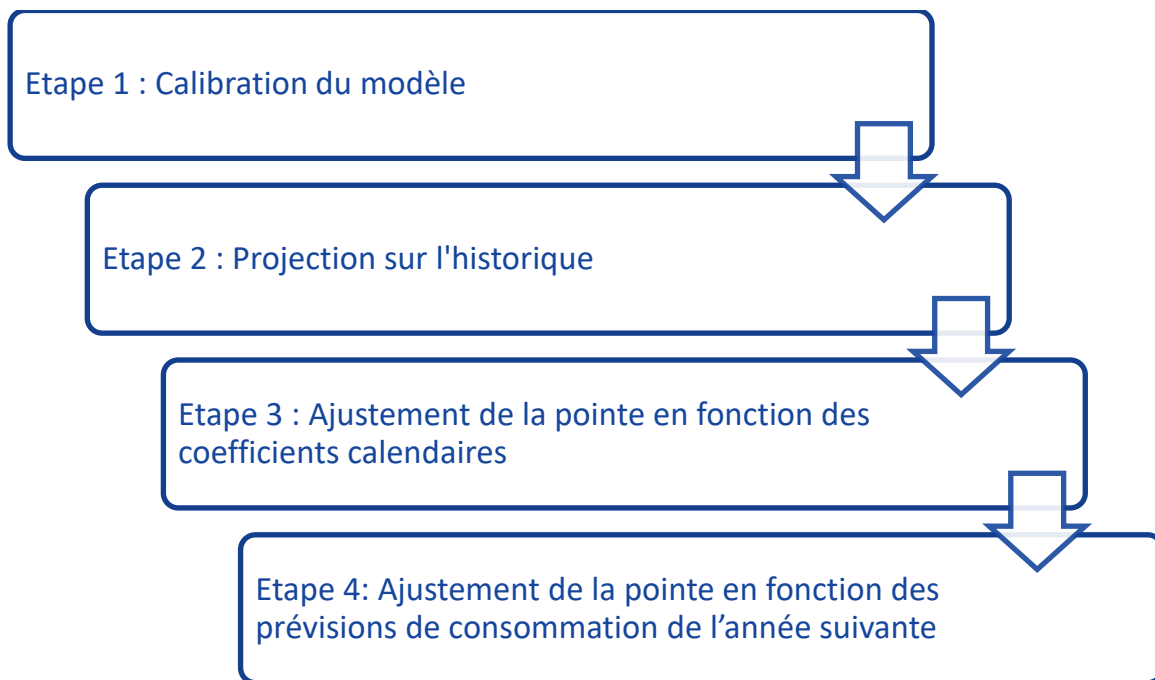 Etape 1 : Calibration du modèle
Etape 2 : Projection sur l'historique
Etape 3 : Ajustement de la pointe en fonction des
coefficients calendaires
Etape 4: Ajustement de la pointe en fonction des
prévisions de consommation de l’année suivante